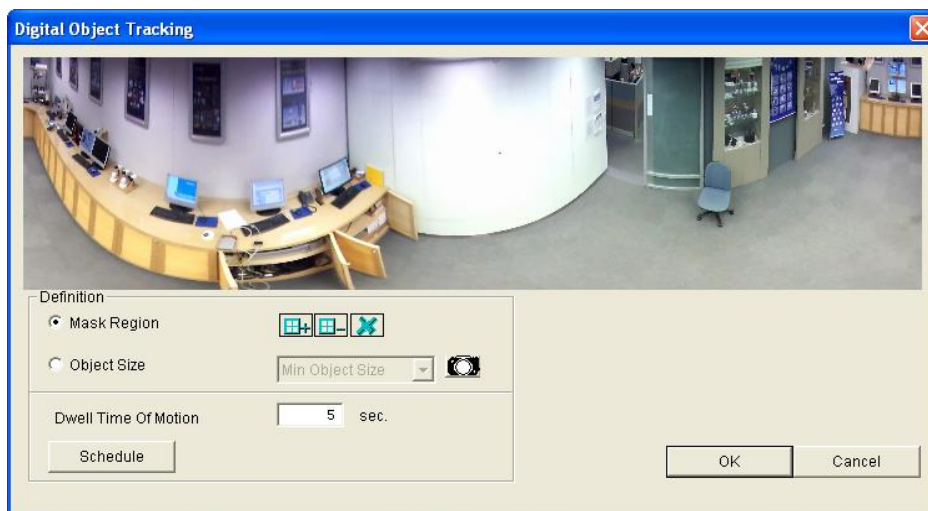 Digital Object Tracking
Definition
Mask Region
Object Size
Min Object Size
Dwell Time Of Motion
5 sec.
Schedule
OK
Cancel